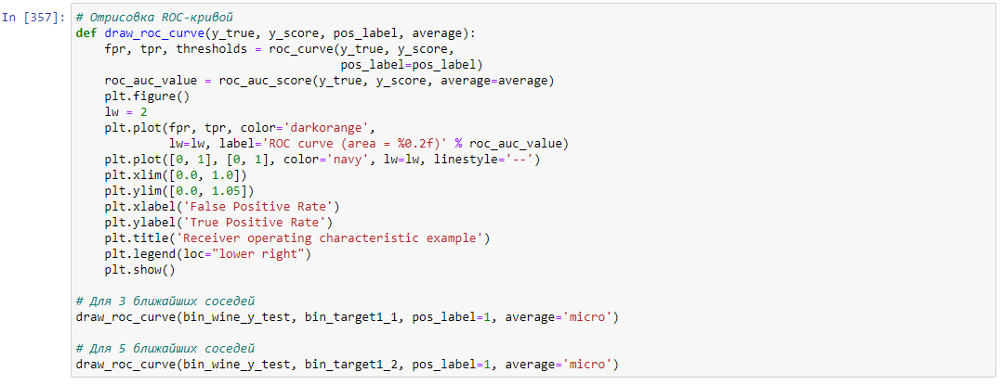 In [357]:
# Отрисовка ROC-кривой
def draw_roc_curve(y_true, y_score, pos_label, average):
    fpr, tpr, thresholds = roc_curve(y_true, y_score,
                                     pos_label=pos_label)
    roc_auc_value = roc_auc_score(y_true, y_score, average=average)
    plt.figure()
    lw = 2
    plt.plot(fpr, tpr, color='darkorange',
             lw=lw, label='ROC curve (area = %0.2f)' % roc_auc_value)
    plt.plot([0, 1], [0, 1], color='navy', lw=lw, linestyle='--')
    plt.xlim([0.0, 1.0])
    plt.ylim([0.0, 1.05])
    plt.xlabel('False Positive Rate')
    plt.ylabel('True Positive Rate')
    plt.title('Receiver operating characteristic example')
    plt.legend(loc="lower right")
    plt.show()
# Для 3 ближайших соседей
draw_roc_curve(bin_wine_y_test, bin_target1_1, pos_label=1, average='micro')
# Для 5 ближайших соседей
draw_roc_curve(bin_wine_y_test, bin_target1_2, pos_label=1, average='micro')